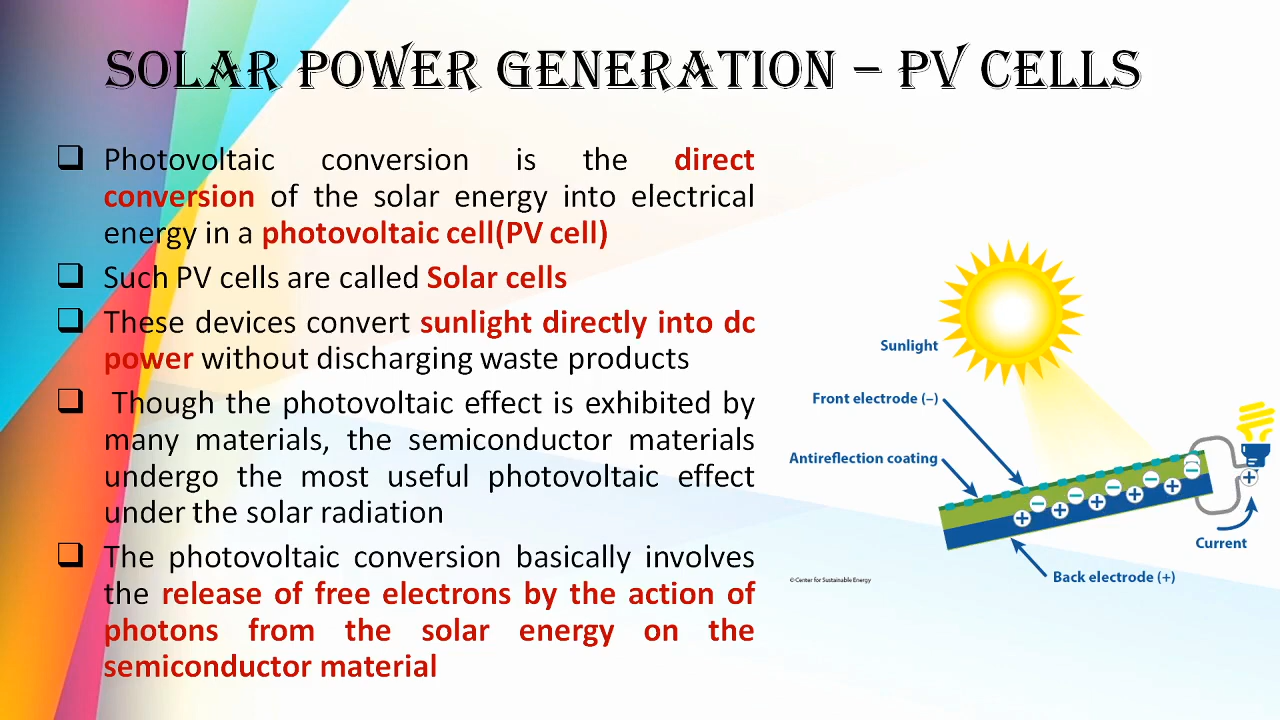 SOLAR POWER GENERATION – PV CELLS
❑ Photovoltaic conversion is the direct
conversion of the solar energy into electrical
energy in a photovoltaic cell(PV cell)
❑ Such PV cells are called Solar cells
❑ These devices convert sunlight directly into dc
power without discharging waste products
❑ Though the photovoltaic effect is exhibited by
many materials, the semiconductor materials
undergo the most useful photovoltaic effect
under the solar radiation
❑ The photovoltaic conversion basically involves
the release of free electrons by the action of
photons from the solar energy on the
semiconductor material
Sunlight
Front electrode (–)
Antireflection coating
Current
Back electrode (+)
© Center for Sustainable Energy